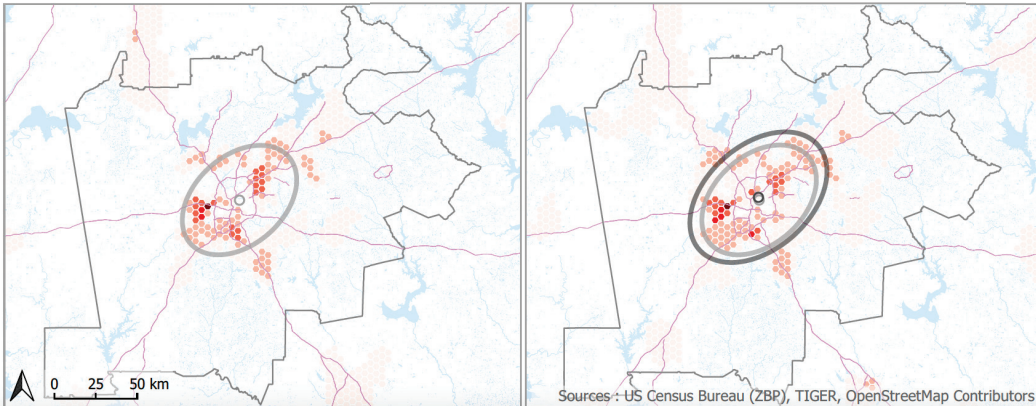 0 25 50 km
Sources : US Census Bureau (ZBP), TIGER, OpenStreetMap Contributors